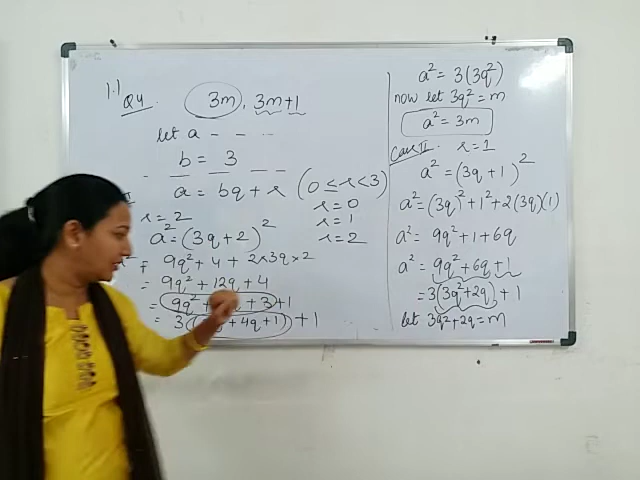 1.1 Q4 3m, 3m+1
let a - - -
b = 3
a = bq + r (0 ≤ r < 3)
r = 0
r = 1
r = 2
r = 2
a² = (3q + 2)²
= 9q² + 4 + 2×3q×2
= 9q² + 12q + 4
= 9q² + + 3 + 1
= 3( + 4q + 1) + 1
a² = 3(3q²)
now let 3q² = m
a² = 3m
Case II. r = 1
a² = (3q + 1)²
a² = (3q)² + 1² + 2(3q)(1)
a² = 9q² + 1 + 6q
a² = 9q² + 6q + 1
= 3(3q² + 2q) + 1
let 3q² + 2q = m